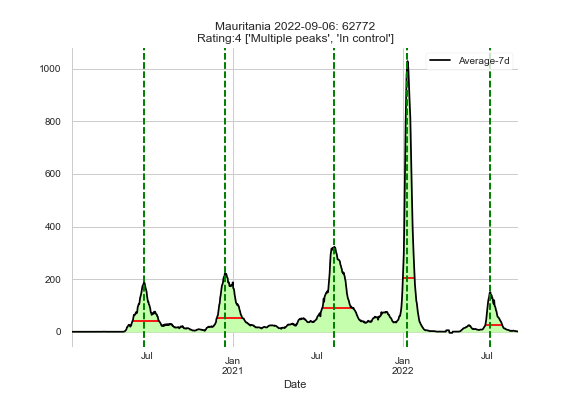 Mauritania 2022-09-06: 62772
Rating:4 ['Multiple peaks', 'In control']
Average-7d
1000
800
600
400
200
0
Jul
Jan
2021
Jul
Jan
2022
Jul
Date